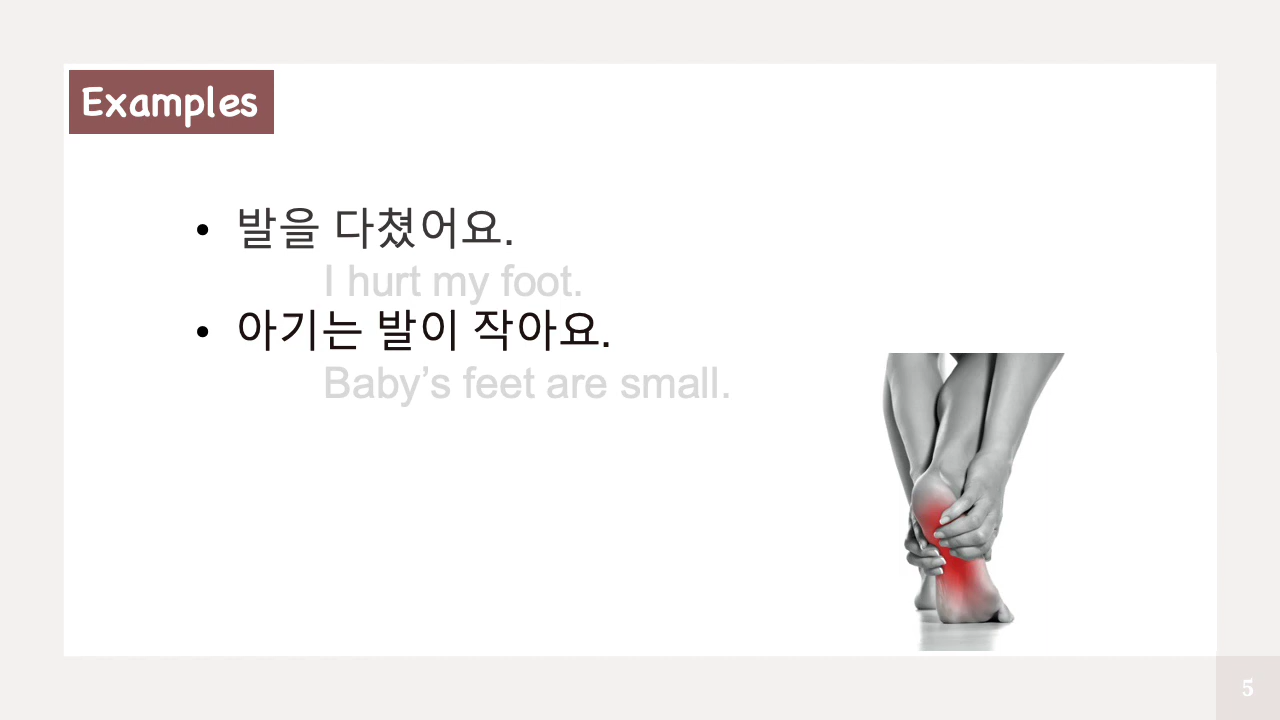 Examples
• 발을 다쳤어요.
I hurt my foot.
• 아기는 발이 작아요.
Baby’s feet are small.
5